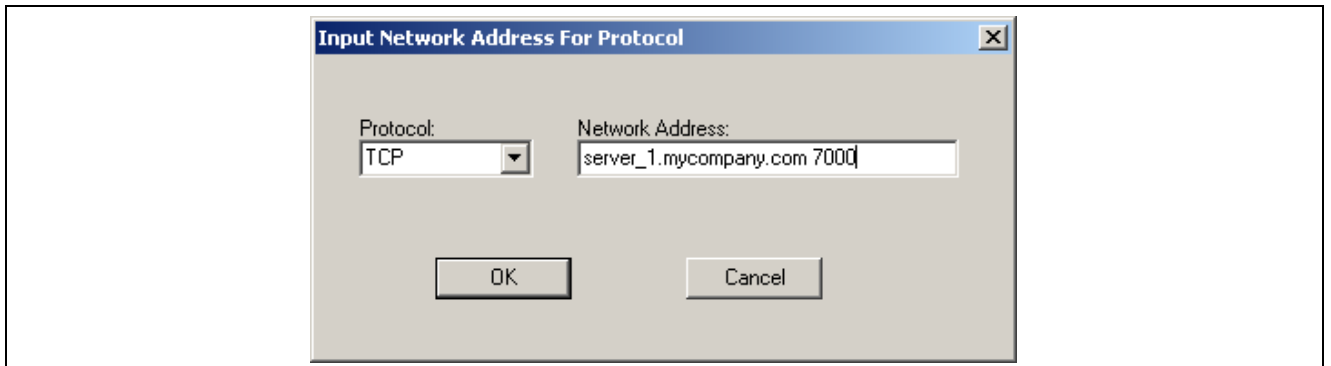 Input Network Address For Protocol
Protocol: Network Address:
TCP server_1.mycompany.com 7000
OK Cancel